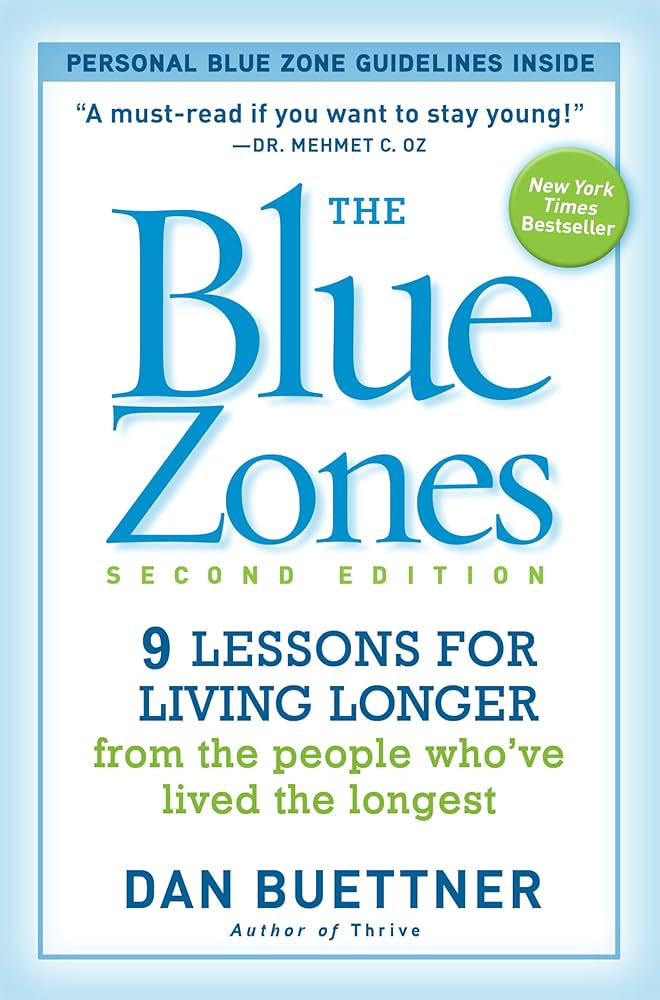 PERSONAL BLUE ZONE GUIDELINES INSIDE
“A must-read if you want to stay young!”
—DR. MEHMET C. OZ
New York
Times
Bestseller
THE
Blue
Zones
SECOND EDITION
9 LESSONS FOR
LIVING LONGER
from the people who’ve
lived the longest
DAN BUETTNER
Author of Thrive